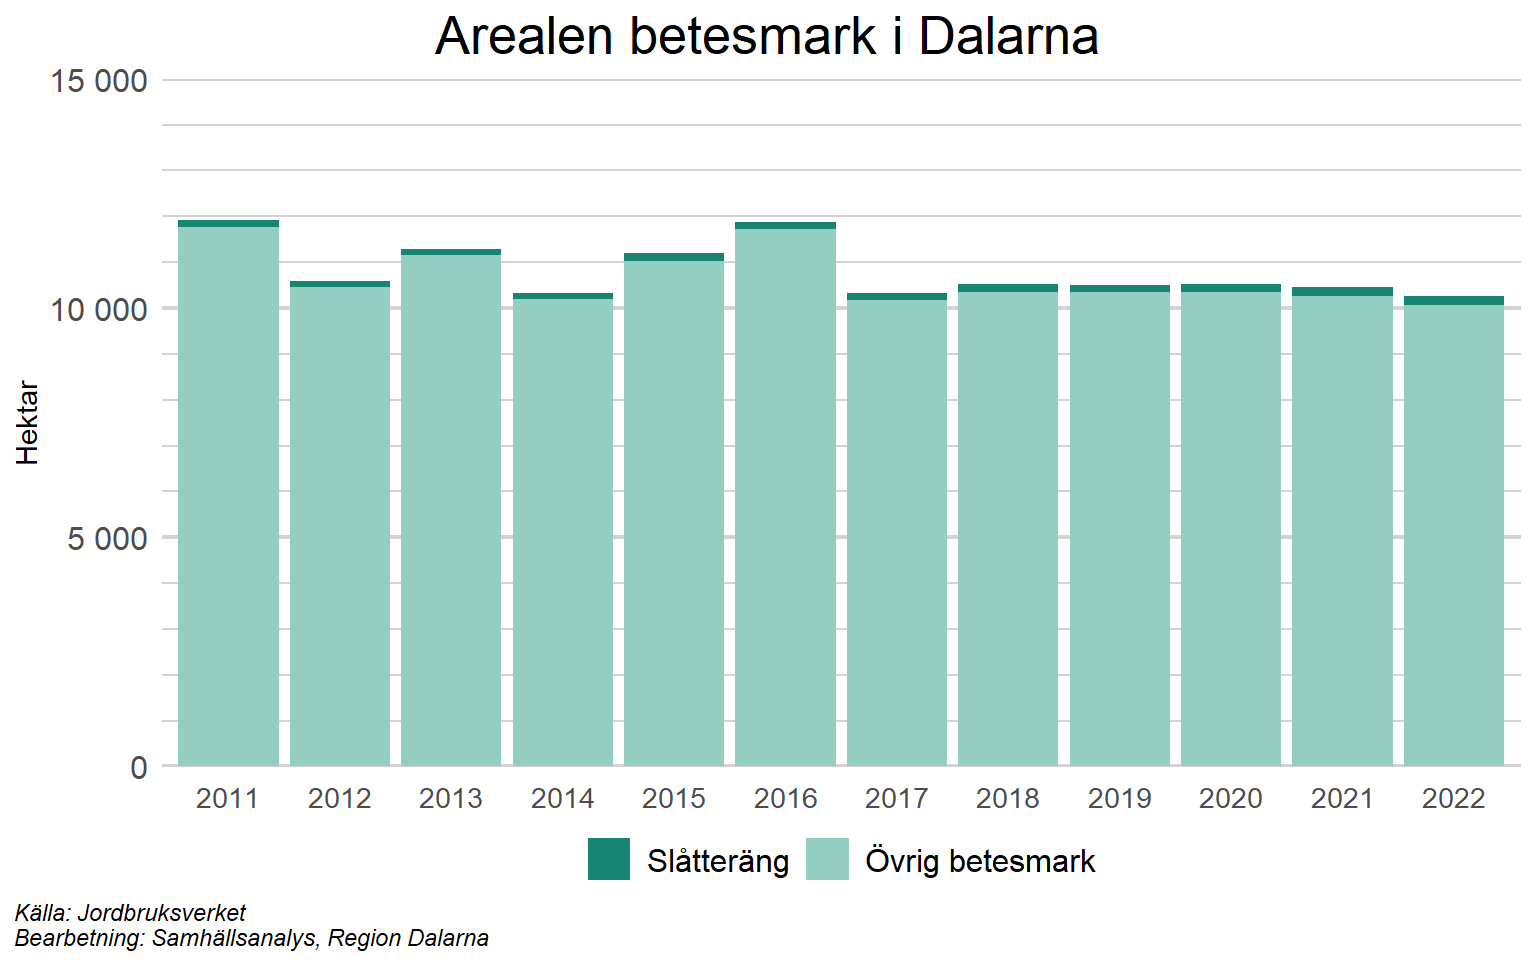 Arealen betesmark i Dalarna
15 000
10 000
5 000
0
Hektar
2011 2012 2013 2014 2015 2016 2017 2018 2019 2020 2021 2022
Slåtteräng Övrig betesmark
Källa: Jordbruksverket
Bearbetning: Samhällsanalys, Region Dalarna